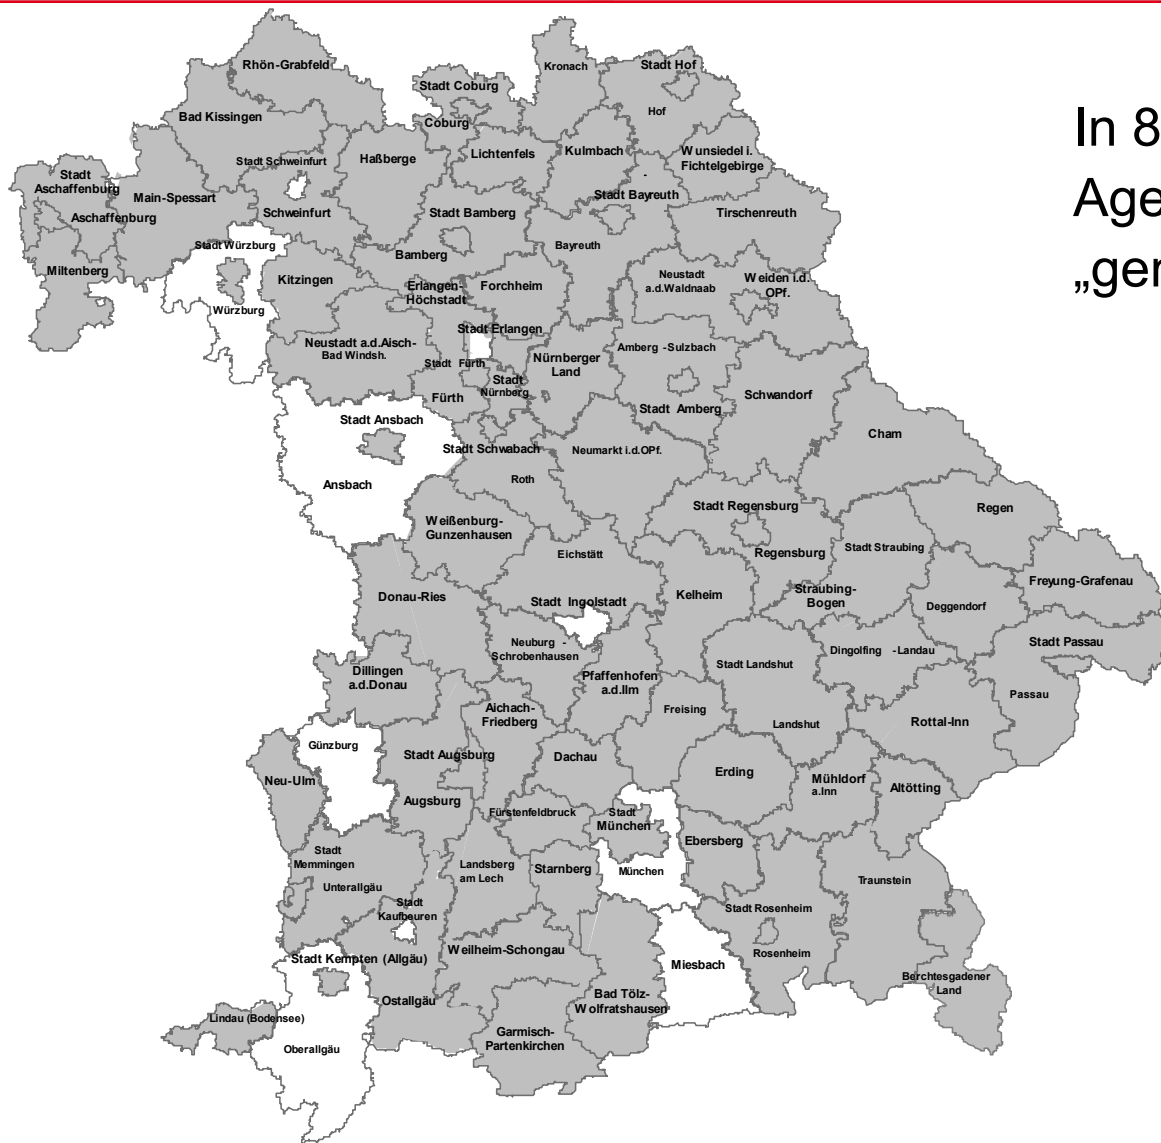 In 8
Age
„ger
Rhön-Grabfeld
Kronach
Stadt Hof
Stadt Coburg
Bad Kissingen
Hof
Coburg
Stadt Schweinfurt
Haßberge
Lichtenfels
Kulmbach
Wunsiedel i.
Fichtelgebirge
Stadt
Aschaffenburg
Main-Spessart
-
Stadt Bayreuth
Aschaffenburg
Schweinfurt
Stadt Bamberg
Tirschenreuth
Stadt Würzburg
Bayreuth
Bamberg
Miltenberg
Kitzingen
Erlangen-
Höchstadt
Forchheim
Neustadt
a.d.Waldnaab
Weiden i.d.
OPf.
Würzburg
Stadt Erlangen
Neustadt a.d.Aisch-
Bad Windsh.
Stadt Fürth
Nürnberger
Land
Amberg -Sulzbach
Stadt
Nürnberg
Fürth
Schwandorf
Stadt Amberg
Stadt Ansbach
Cham
Stadt Schwabach
Neumarkt i.d.OPf.
Ansbach
Roth
Stadt Regensburg
Regen
Weißenburg-
Gunzenhausen
Eichstätt
Regensburg
Stadt Straubing
Freyung-Grafenau
Donau-Ries
Stadt Ingolstadt
Kelheim
Straubing-
Bogen
Deggendorf
Neuburg -
Schrobenhausen
Stadt Passau
Dingolfing -Landau
Stadt Landshut
Dillingen
a.d.Donau
Pfaffenhofen
a.d.Ilm
Passau
Aichach-
Friedberg
Freising
Landshut
Rottal-Inn
Günzburg
Stadt Augsburg
Dachau
Erding
Neu-Ulm
Mühldorf
a.Inn
Altötting
Augsburg
Fürstenfeldbruck
Stadt
München
Ebersberg
Stadt
Memmingen
Landsberg
am Lech
Starnberg
München
Traunstein
Unterallgäu
Stadt
Kaufbeuren
Stadt Rosenheim
Weilheim-Schongau
Rosenheim
Stadt Kempten (Allgäu)
Miesbach
Berchtesgadener
Land
Ostallgäu
Bad Tölz-
Wolfratshausen
Lindau (Bodensee)
Garmisch-
Partenkirchen
Oberallgäu